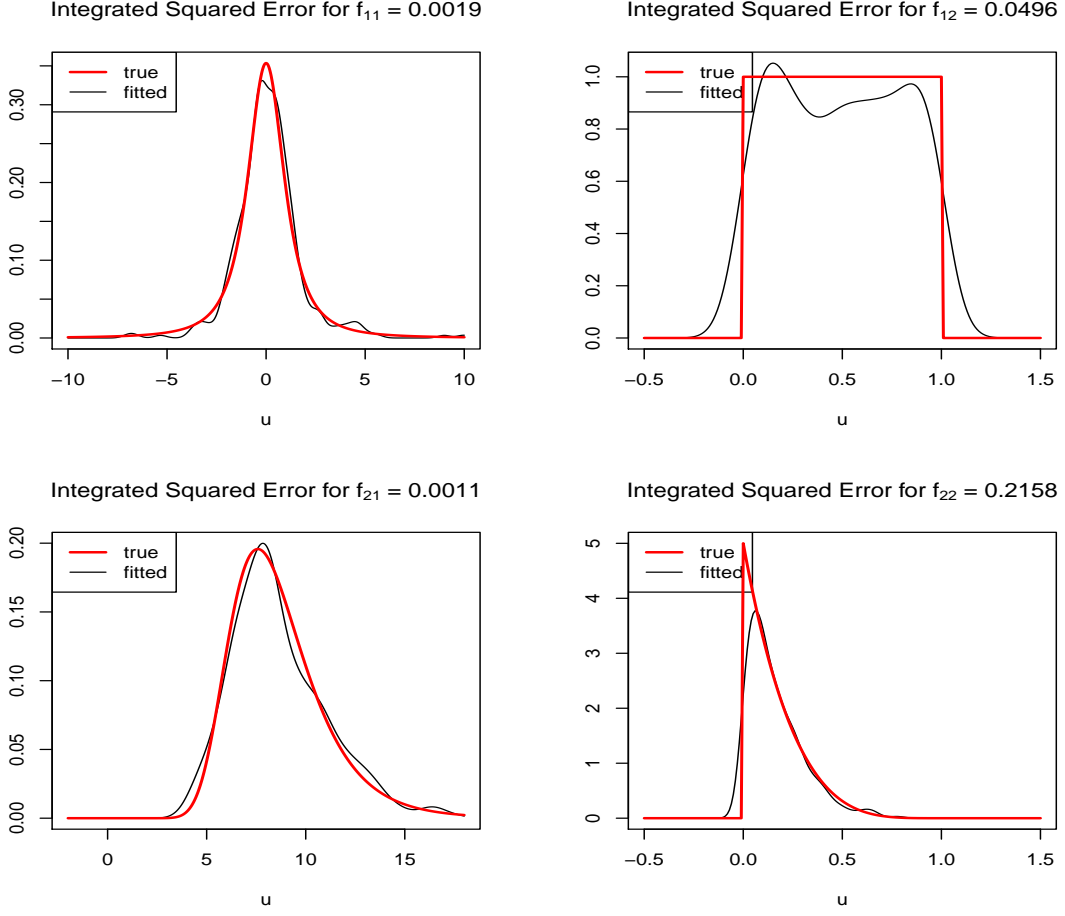 Integrated Squared Error for f₁₁ = 0.0019
true
fitted
0.00 0.10 0.20 0.30
−10 −5 0 5 10
u
Integrated Squared Error for f₁₂ = 0.0496
true
fitted
0.0 0.2 0.4 0.6 0.8 1.0
−0.5 0.0 0.5 1.0 1.5
u
Integrated Squared Error for f₂₁ = 0.0011
true
fitted
0.00 0.05 0.10 0.15 0.20
0 5 10 15
u
Integrated Squared Error for f₂₂ = 0.2158
true
fitted
0 1 2 3 4 5
−0.5 0.0 0.5 1.0 1.5
u